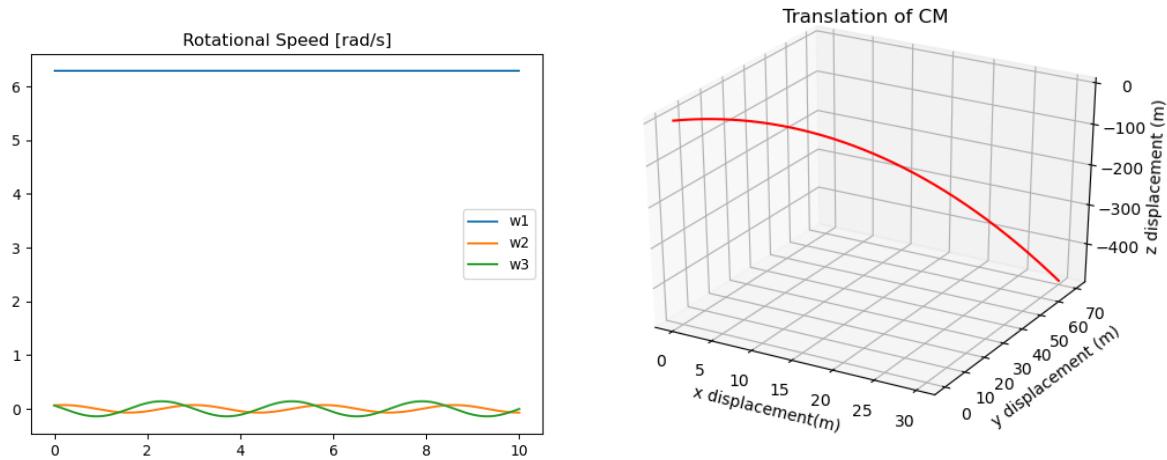 Rotational Speed [rad/s]
6
5
4
3
2
1
0
0 2 4 6 8 10
w1
w2
w3
Translation of CM
0
−100
−200
−300
−400
z displacement (m)
0 5 10 15 20 25 30
x displacement(m)
0 10 20 30 40 50 60 70
y displacement (m)